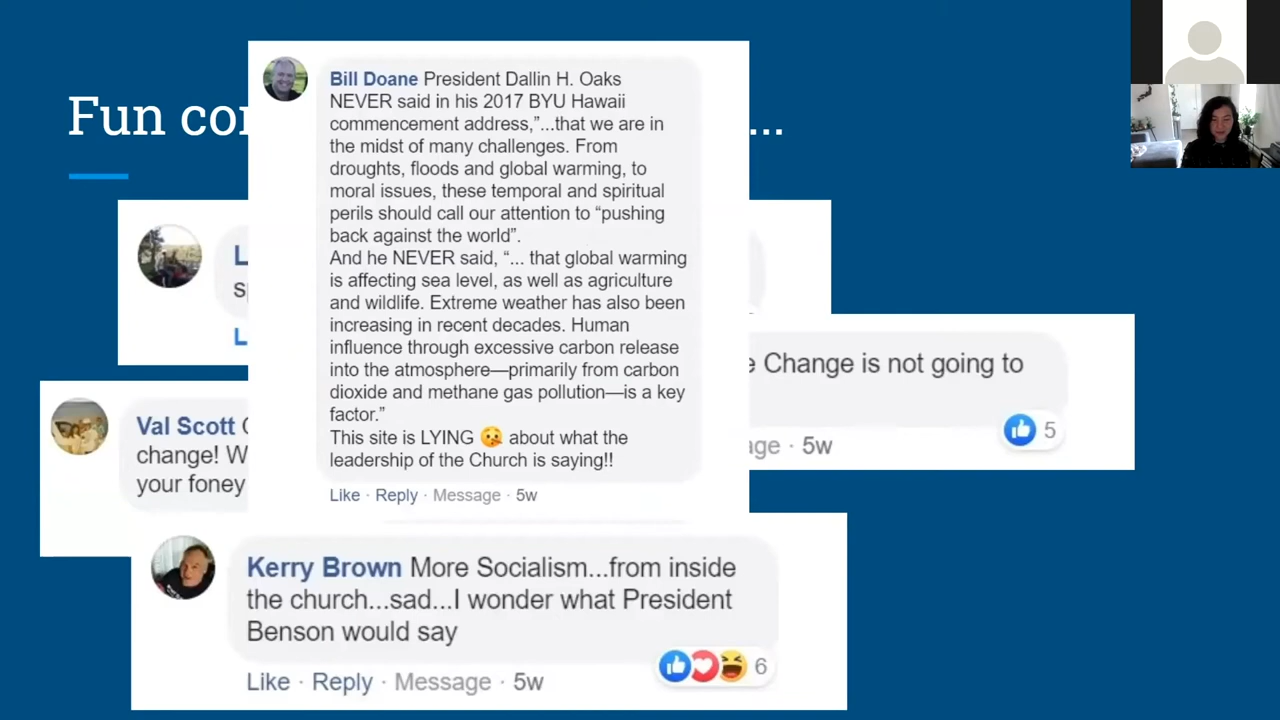 Fun ...
Bill Doane President Dallin H. Oaks
NEVER said in his 2017 BYU Hawaii
commencement address,”...that we are in
the midst of many challenges. From
droughts, floods and global warming, to
moral issues, these temporal and spiritual
perils should call our attention to “pushing
back against the world”.
And he NEVER said, “... that global warming
is affecting sea level, as well as agriculture
and wildlife. Extreme weather has also been
increasing in recent decades. Human
influence through excessive carbon release
into the atmosphere—primarily from carbon
dioxide and methane gas pollution—is a key
factor.”
This site is LYING 🤥 about what the
leadership of the Church is saying!!
Like · Reply · Message · 5w
Change is not going to
5
5w
Val Scott
change! W
your foney
Kerry Brown More Socialism...from inside
the church...sad...I wonder what President
Benson would say
6
Like · Reply · Message · 5w